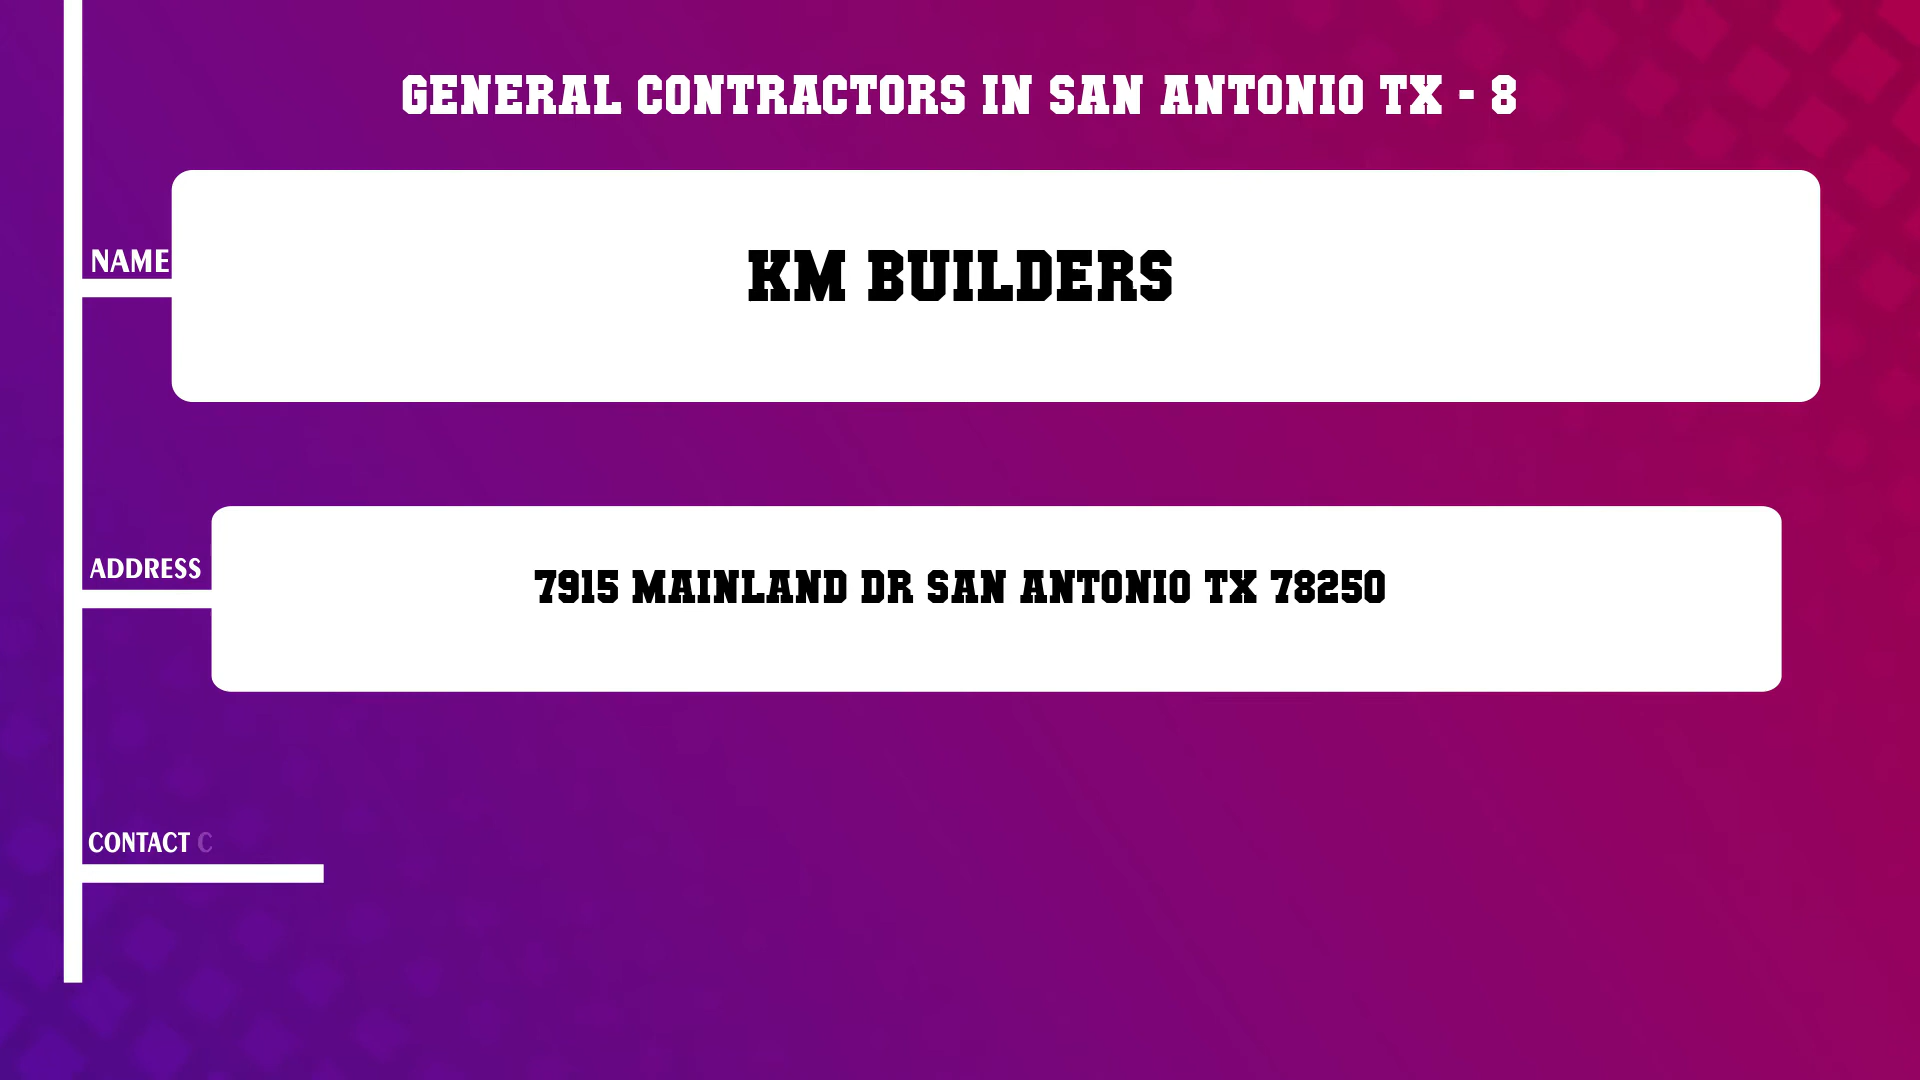 GENERAL CONTRACTORS IN SAN ANTONIO TX - 8
NAME
KM BUILDERS
ADDRESS
7915 MAINLAND DR SAN ANTONIO TX 78250
CONTACT C